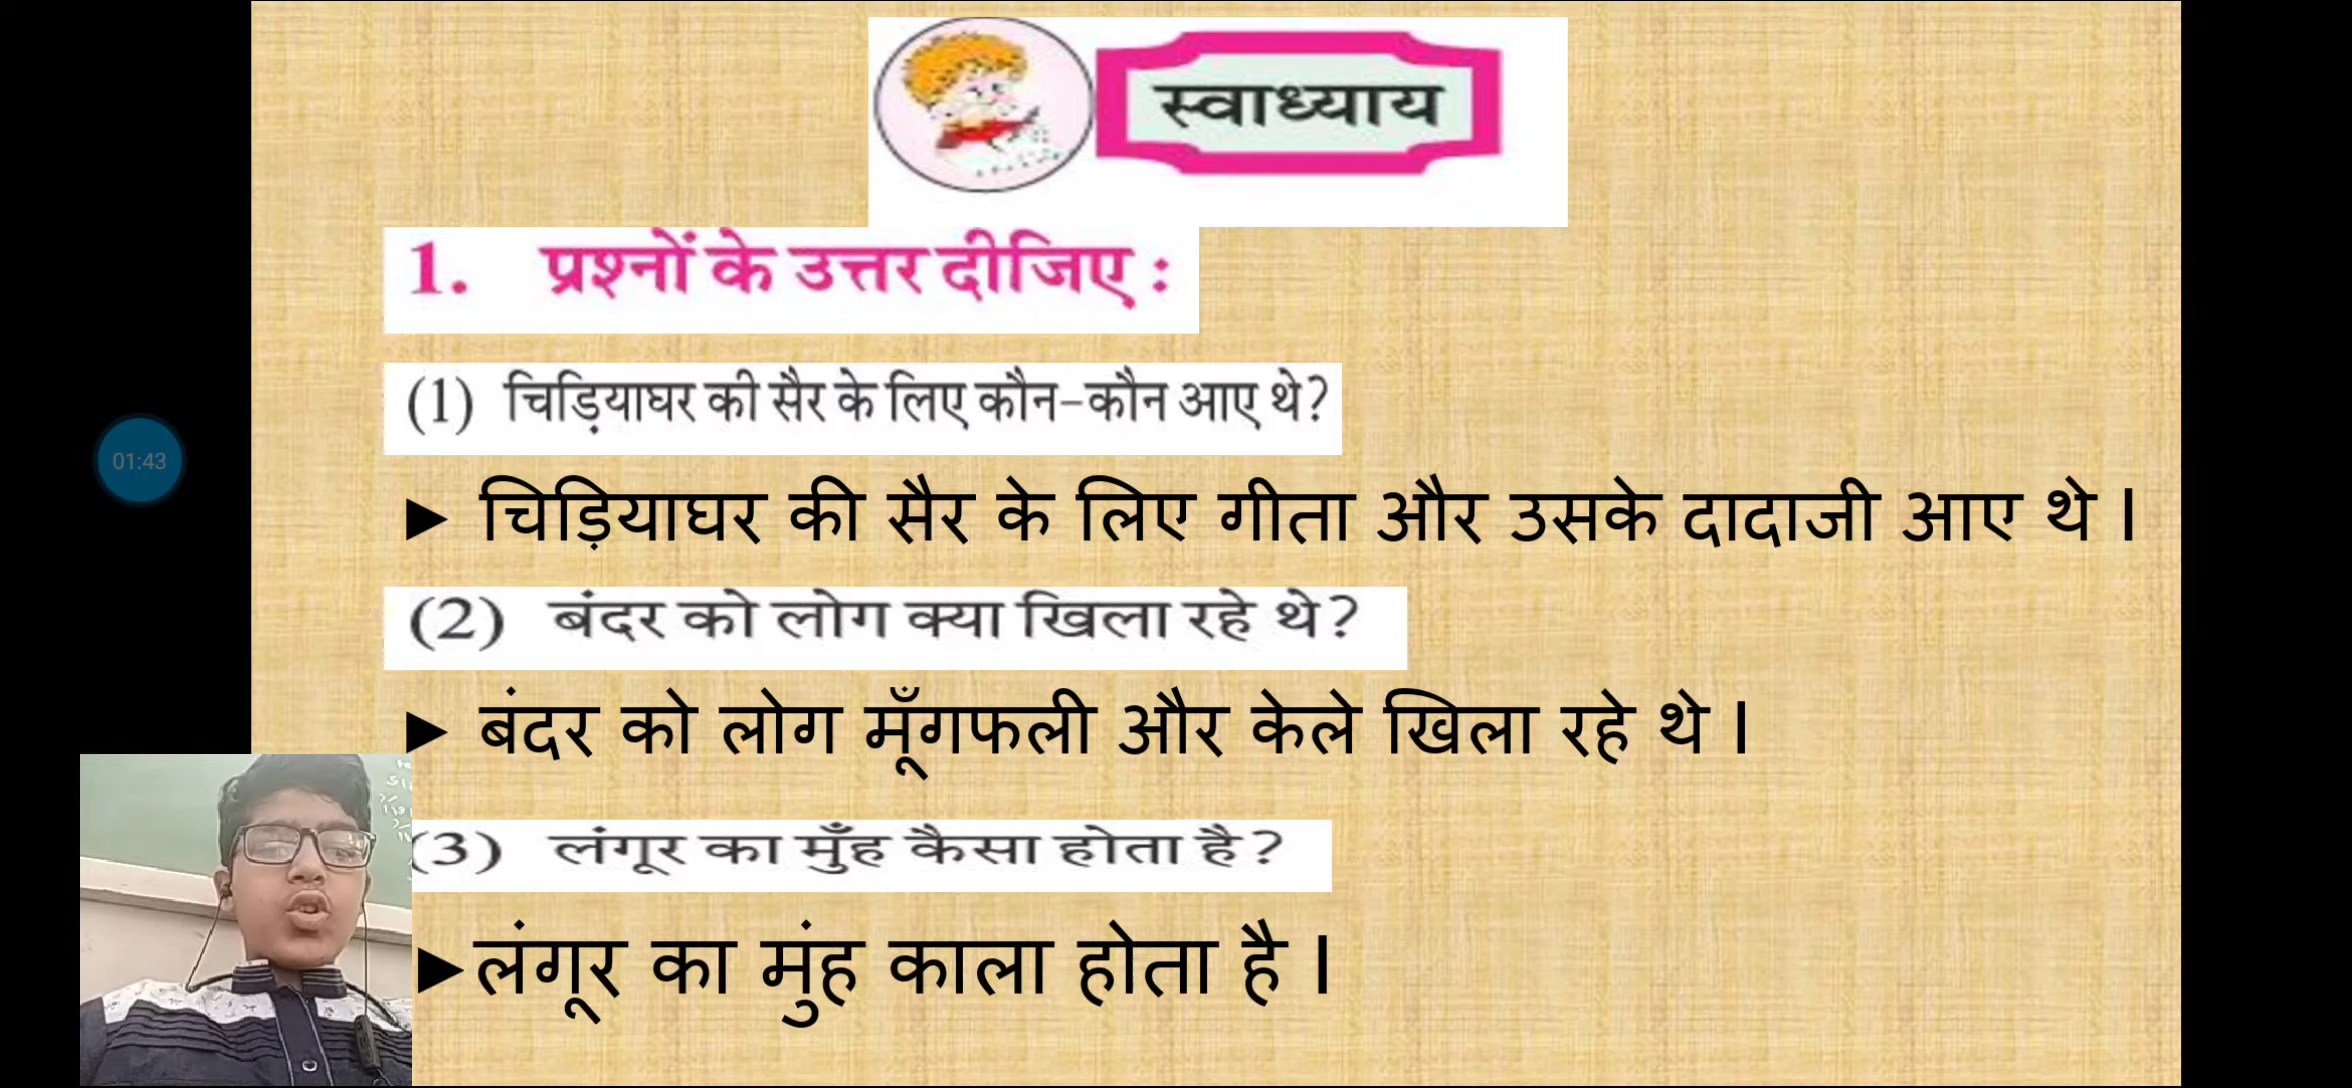 स्वाध्याय
1. प्रश्नों के उत्तर दीजिए :
(1) चिड़ियाघर की सैर के लिए कौन-कौन आए थे?
► चिड़ियाघर की सैर के लिए गीता और उसके दादाजी आए थे ।
01:43
(2) बंदर को लोग क्या खिला रहे थे?
► बंदर को लोग मूँगफली और केले खिला रहे थे ।
(3) लंगूर का मुँह कैसा होता है?
►लंगूर का मुंह काला होता है ।